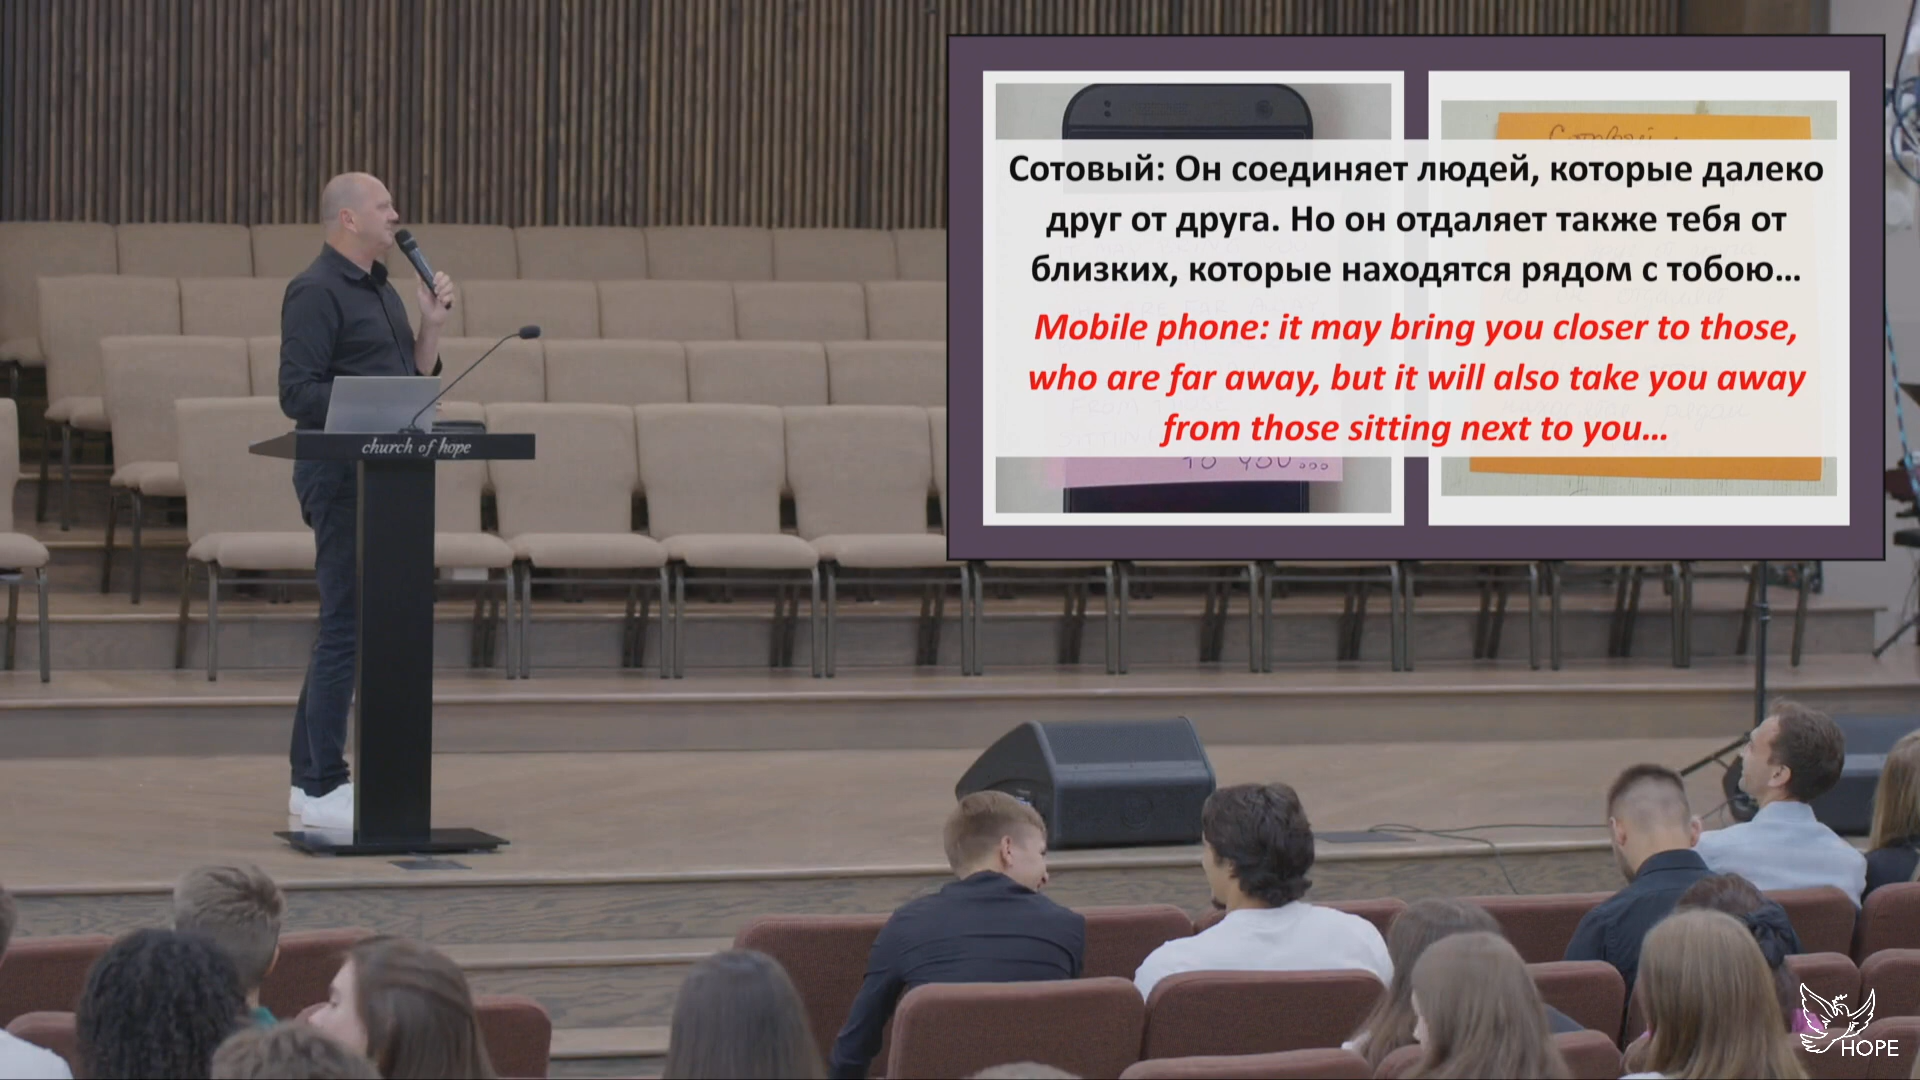 Сотовый: Он соединяет людей, которые далеко
друг от друга. Но он отдаляет также тебя от
близких, которые находятся рядом с тобою...
Mobile phone: it may bring you closer to those,
who are far away, but it will also take you away
from those sitting next to you...
TO YOU...
church of hope
HOPE